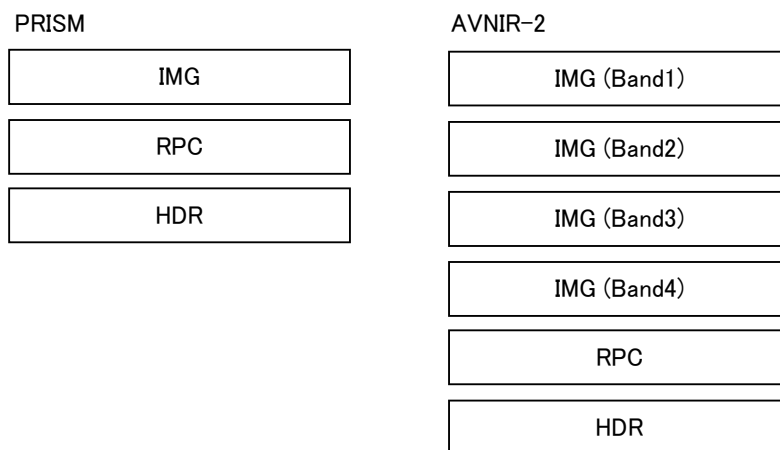 PRISM
IMG
RPC
HDR
AVNIR-2
IMG (Band1)
IMG (Band2)
IMG (Band3)
IMG (Band4)
RPC
HDR